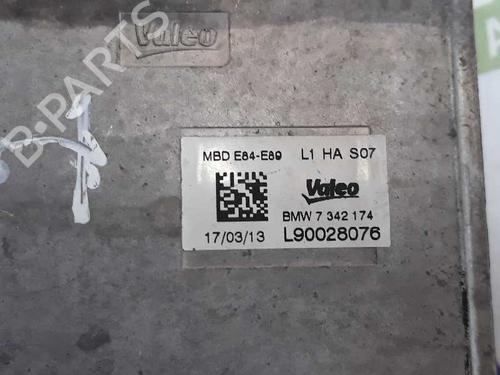 Valeo
B-PARTS
MBD E84-E89 L1 HA S07
Valeo
BMW 7 342 174
17/03/13 L90028076